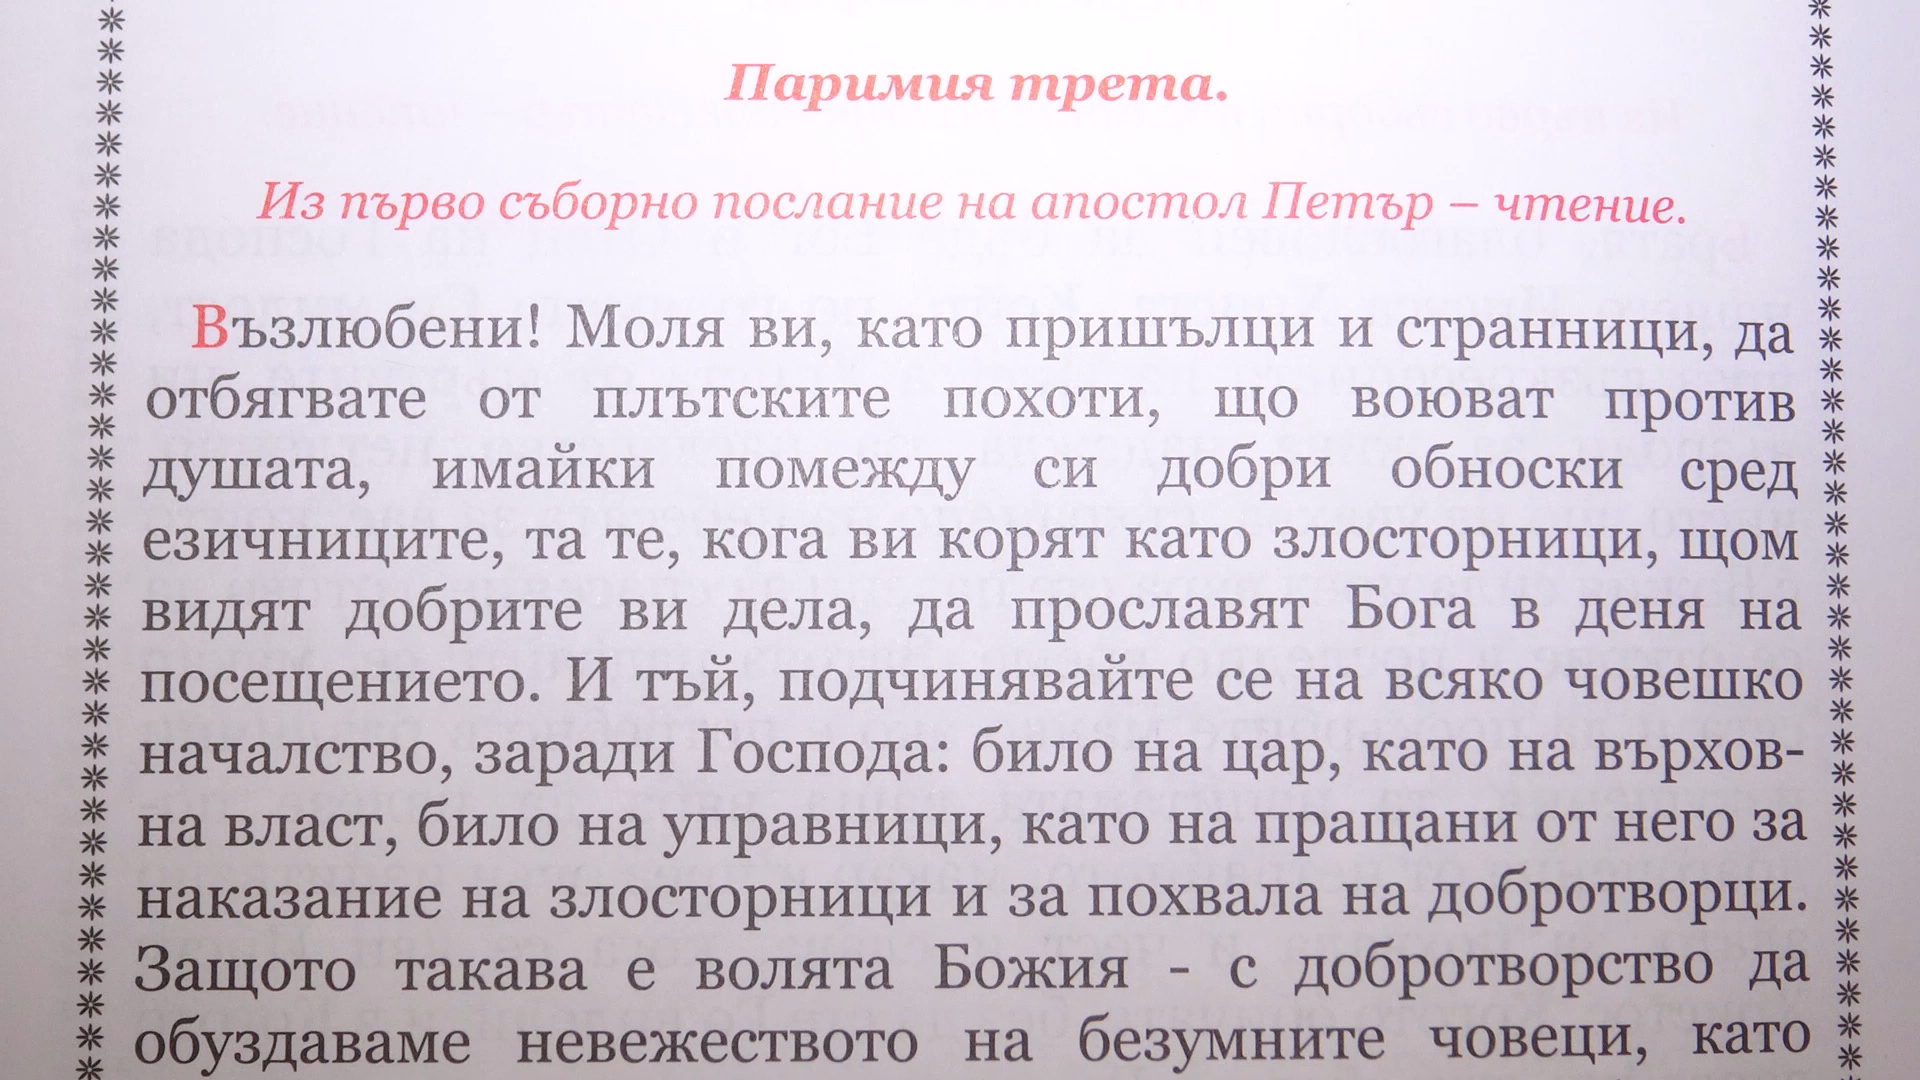 Паримия трета.
Из първо съборно послание на апостол Петър – чтение.
Възлюбени! Моля ви, като пришълци и странници, да
отбягвате от плътските похоти, що воюват против
душата, имайки помежду си добри обноски сред
езичниците, та те, кога ви корят като злосторници, щом
видят добрите ви дела, да прославят Бога в деня на
посещението. И тъй, подчинявайте се на всяко човешко
началство, заради Господа: било на цар, като на върхов-
на власт, било на управници, като на пращани от него за
наказание на злосторници и за похвала на добротворци.
Защото такава е волята Божия - с добротворство да
обуздаваме невежеството на безумните човеци, като